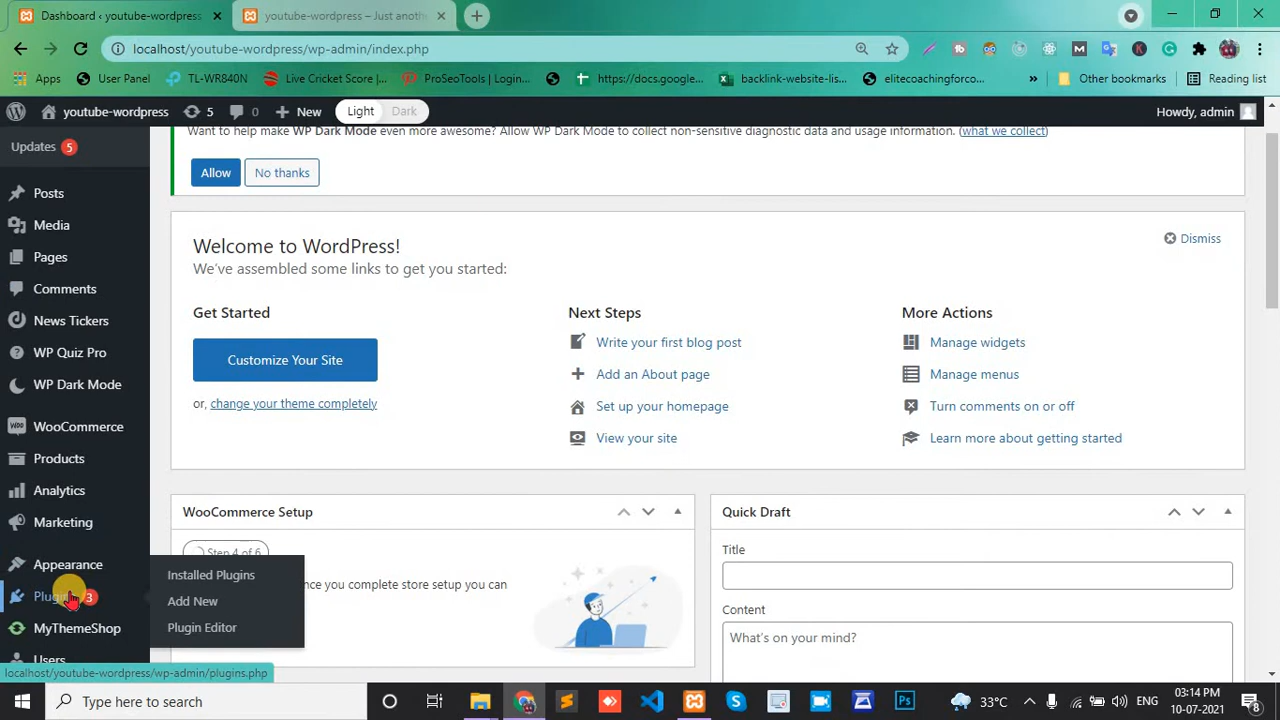 Dashboard ‹ youtube-wordpress
youtube-wordpress – Just anoth
localhost/youtube-wordpress/wp-admin/index.php
Apps
User Panel
TL-WR840N
Live Cricket Score |...
ProSeoTools | Login...
https://docs.google...
backlink-website-lis...
elitecoachingforco...
»
Other bookmarks
Reading list
youtube-wordpress
5
0
New
Light
Dark
Howdy, admin
Updates 5
Posts
Media
Pages
Comments
News Tickers
WP Quiz Pro
WP Dark Mode
WooCommerce
Products
Analytics
Marketing
Appearance
3
MyThemeShop
Users
Installed Plugins
Add New
Plugin Editor
Want to help make WP Dark Mode even more awesome? Allow WP Dark Mode to collect non-sensitive diagnostic data and usage information. (what we collect)
Allow
No thanks
Welcome to WordPress!
Dismiss
We've assembled some links to get you started:
Get Started
Customize Your Site
or, change your theme completely
Next Steps
Write your first blog post
Add an About page
Set up your homepage
View your site
More Actions
Manage widgets
Manage menus
Turn comments on or off
Learn more about getting started
WooCommerce Setup
Step 4 of 6
once you complete store setup you can
Quick Draft
Title
Content
What's on your mind?
localhost/youtube-wordpress/wp-admin/plugins.php
Type here to search
33°C
ENG
03:14 PM
10-07-2021
8